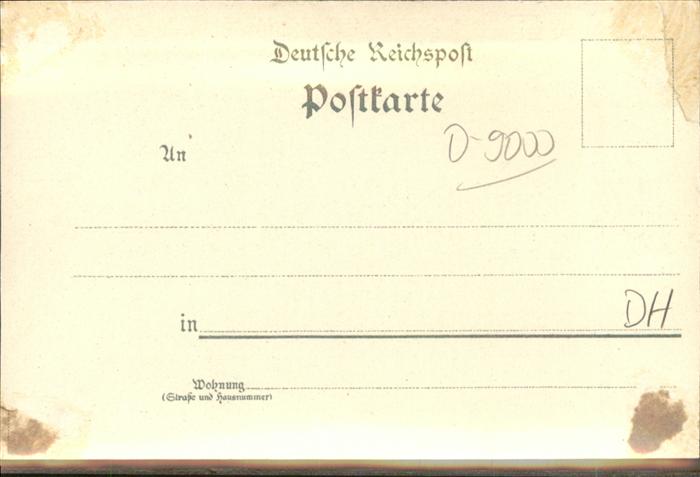 Deutſche Reichspoſt
Poſtkarte
D-9000
An
in
DH
Wohnung
(Straße und Hausnummer)